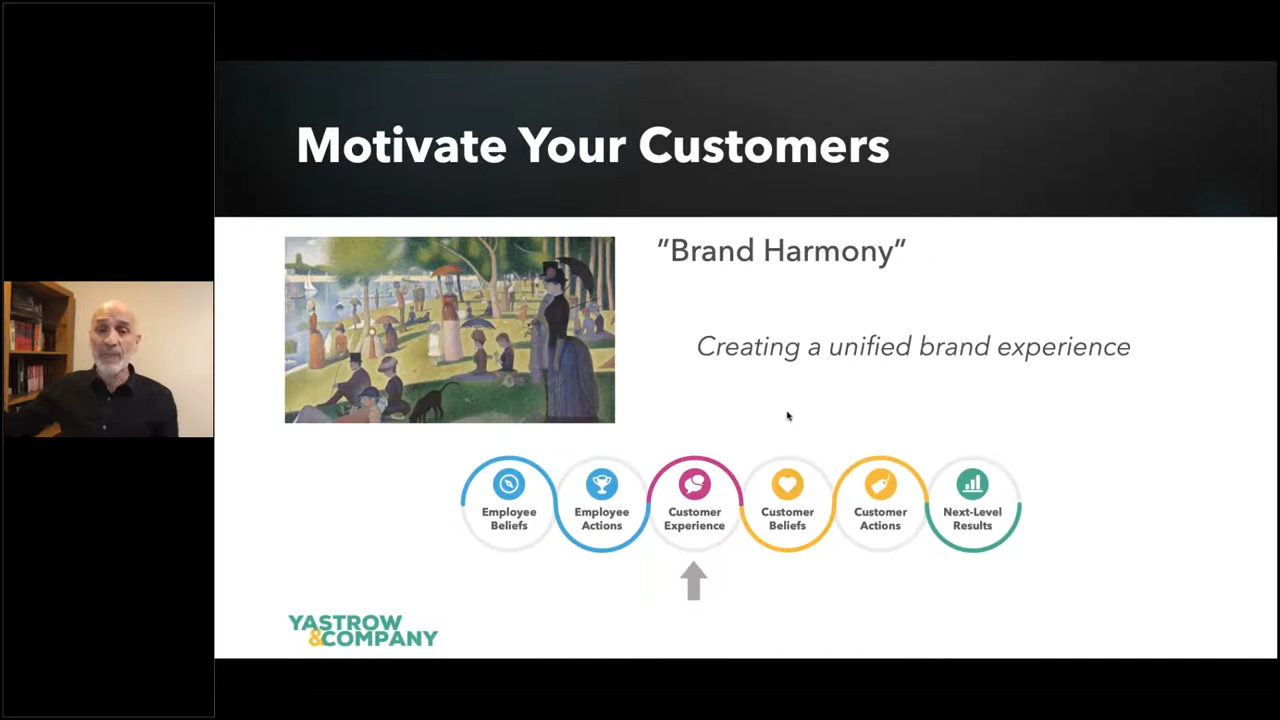 Motivate Your Customers
”Brand Harmony”
Creating a unified brand experience
Employee
Beliefs
Employee
Actions
Customer
Experience
Customer
Beliefs
Customer
Actions
Next-Level
Results
YASTROW
&COMPANY